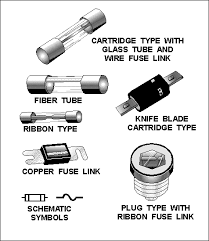 CARTRIDGE TYPE WITH
GLASS TUBE AND
WIRE FUSE LINK
FIBER TUBE
RIBBON TYPE
KNIFE BLADE
CARTRIDGE TYPE
COPPER FUSE LINK
SCHEMATIC
SYMBOLS
PLUG TYPE WITH
RIBBON FUSE LINK